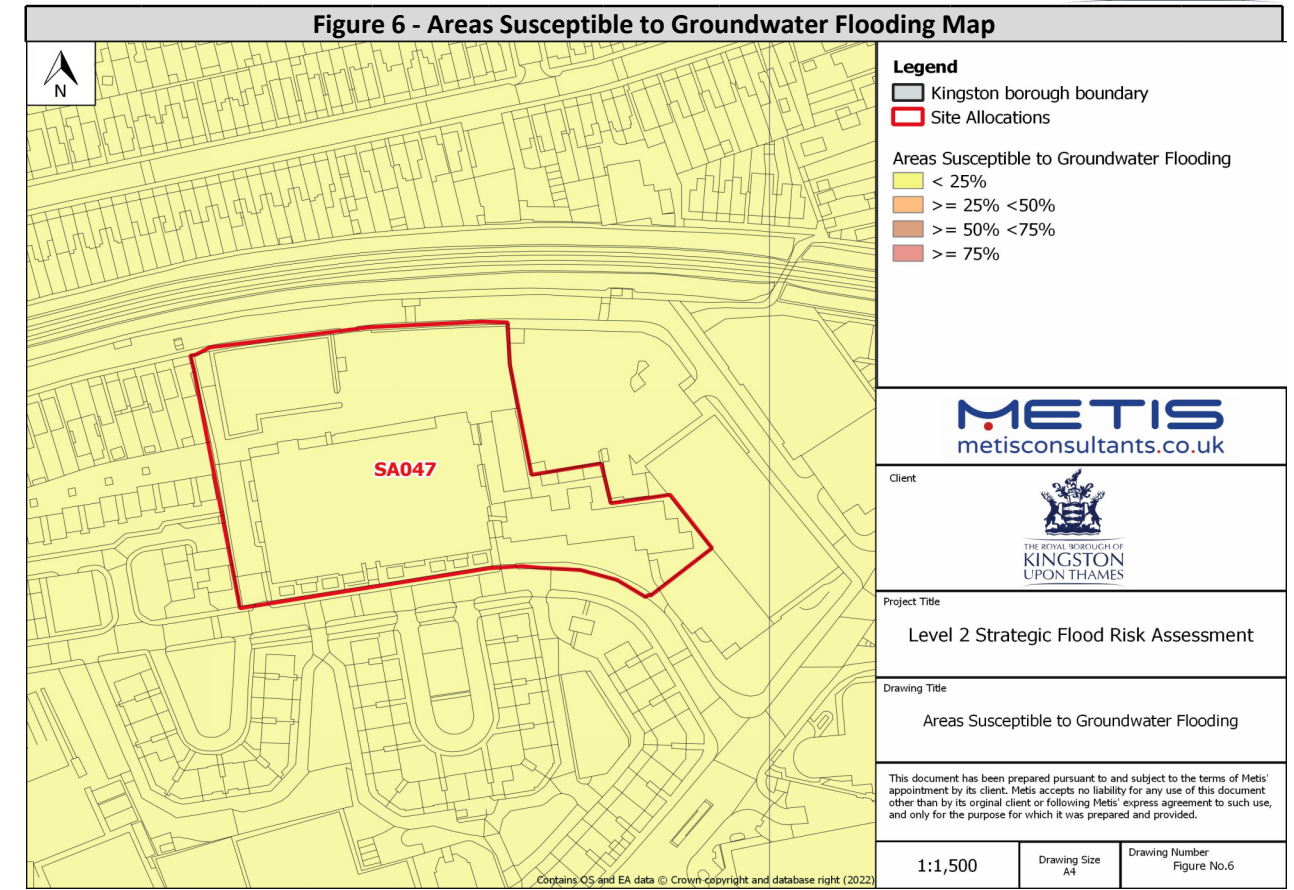 Figure 6 - Areas Susceptible to Groundwater Flooding Map
N
SA047
Contains OS and EA data © Crown copyright and database right (2022)
Legend
Kingston borough boundary
Site Allocations
Areas Susceptible to Groundwater Flooding
< 25%
>= 25% <50%
>= 50% <75%
>= 75%
METIS
metisconsultants.co.uk
Client
THE ROYAL BOROUGH OF
KINGSTON
UPON THAMES
Project Title
Level 2 Strategic Flood Risk Assessment
Drawing Title
Areas Susceptible to Groundwater Flooding
This document has been prepared pursuant to and subject to the terms of Metis'
appointment by its client. Metis accepts no liability for any use of this document
other than by its orginal client or following Metis' express agreement to such use,
and only for the purpose for which it was prepared and provided.
1:1,500
Drawing Size
A4
Drawing Number
Figure No.6